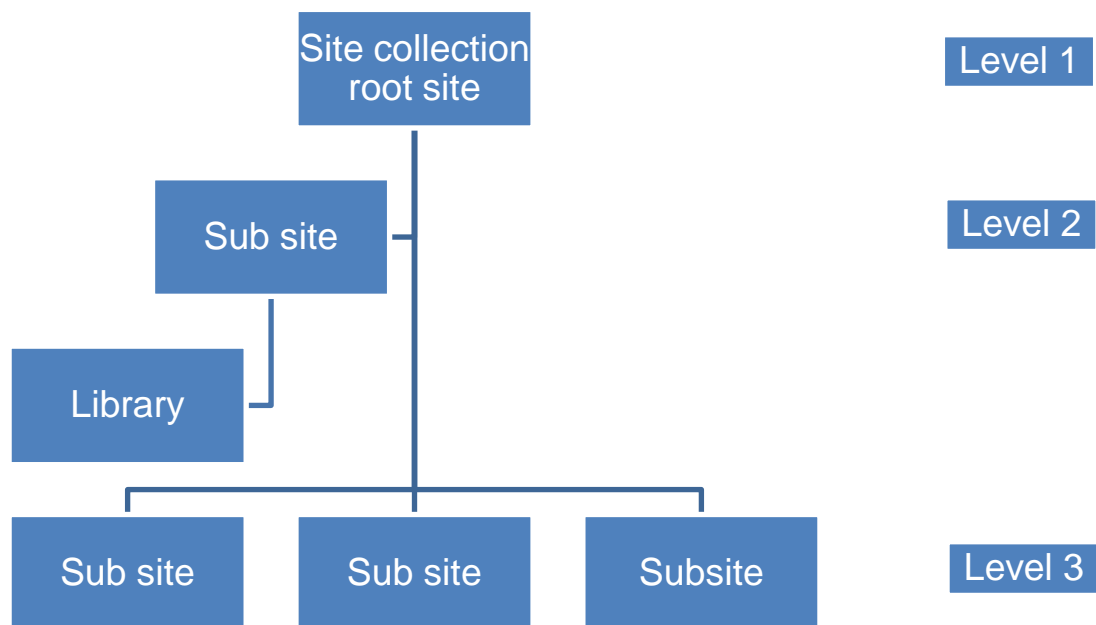 Site collection
root site
Level 1
Sub site
Level 2
Library
Sub site
Sub site
Subsite
Level 3